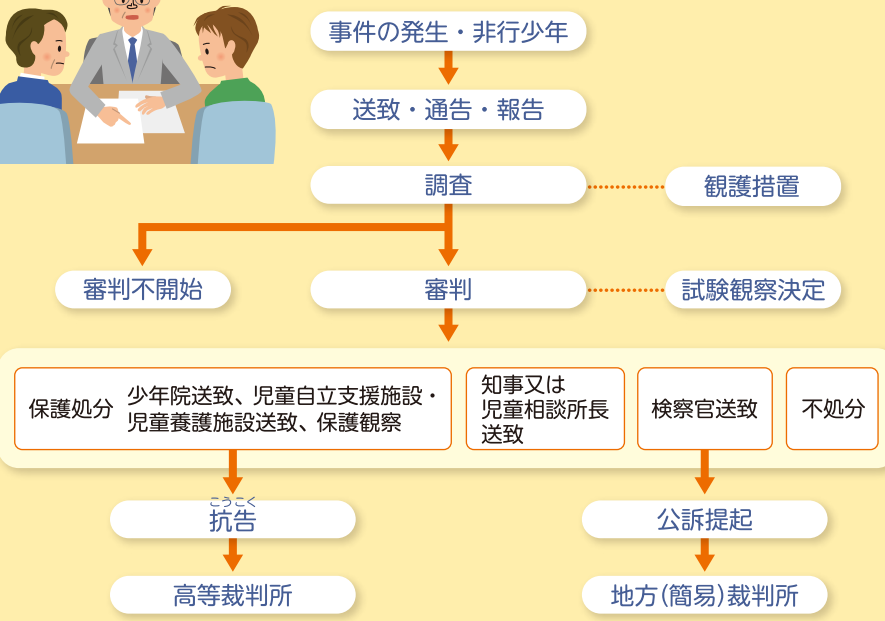 事件の発生・非行少年
送致・通告・報告
調査
観護措置
審判不開始
審判
試験観察決定
保護処分
少年院送致、児童自立支援施設・
児童養護施設送致、保護観察
知事又は
児童相談所長
送致
検察官送致
不処分
こうこく
抗告
公訴提起
高等裁判所
地方(簡易)裁判所